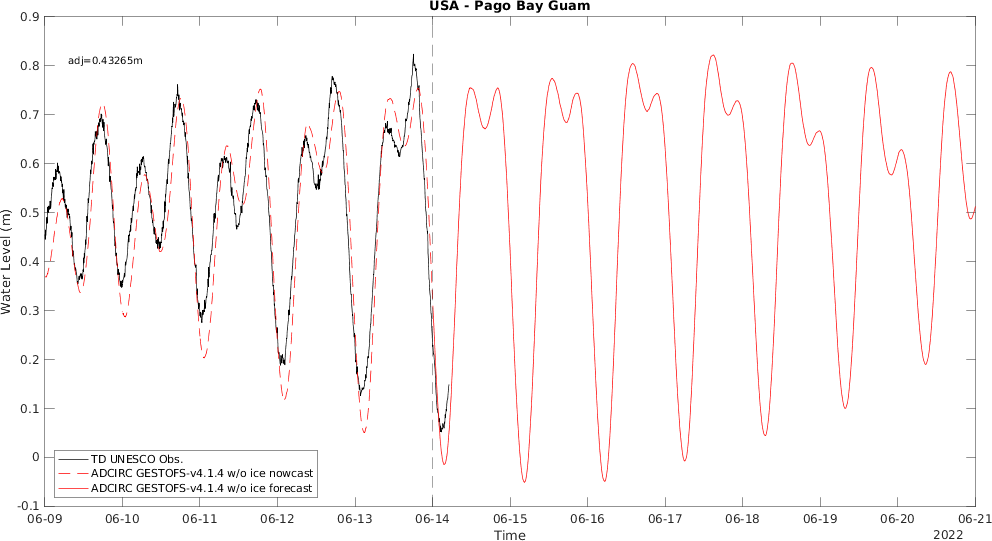 USA - Pago Bay Guam
adj=0.43265m
Water Level (m)
0.9
0.8
0.7
0.6
0.5
0.4
0.3
0.2
0.1
0
-0.1
TD UNESCO Obs.
ADCIRC GESTOFS-v4.1.4 w/o ice nowcast
ADCIRC GESTOFS-v4.1.4 w/o ice forecast
06-09 06-10 06-11 06-12 06-13 06-14 06-15 06-16 06-17 06-18 06-19 06-20 06-21
Time
2022